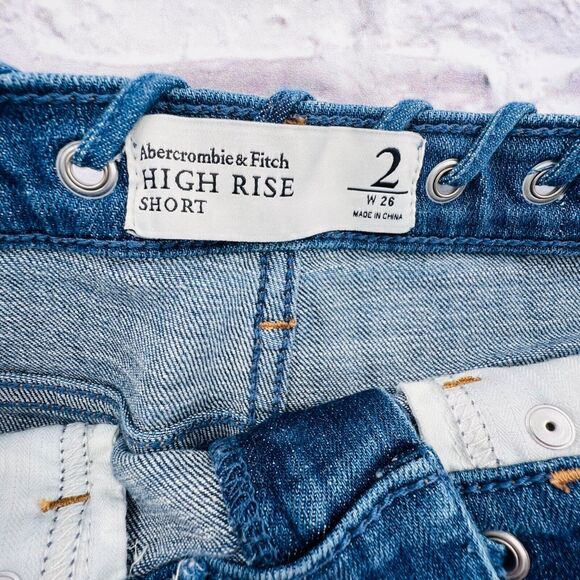 Abercrombie & Fitch
HIGH RISE
SHORT
2
W 26
MADE IN CHINA